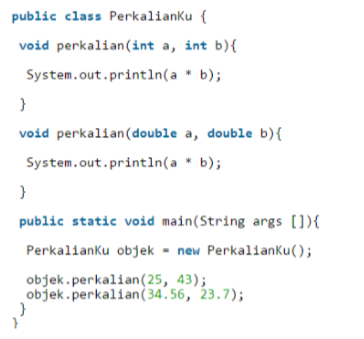 public class PerkalianKu {
void perkalian(int a, int b){
System.out.println(a * b);
}
void perkalian(double a, double b){
System.out.println(a * b);
}
public static void main(String args []){
PerkalianKu objek = new PerkalianKu();
objek.perkalian(25, 43);
objek.perkalian(34.56, 23.7);
}
}